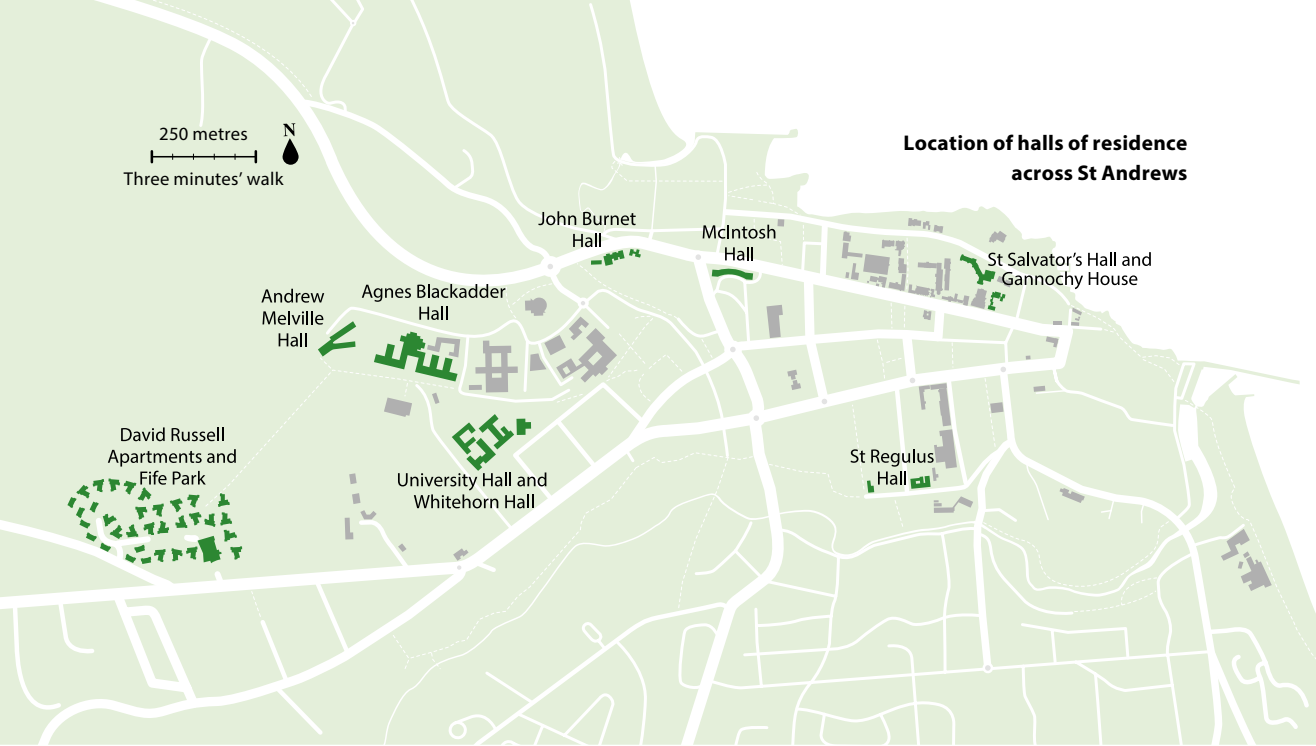 Location of halls of residence
across St Andrews
250 metres
N
Three minutes’ walk
John Burnet
Hall
McIntosh
Hall
St Salvator’s Hall and
Gannochy House
Andrew
Melville
Hall
Agnes Blackadder
Hall
David Russell
Apartments and
Fife Park
University Hall and
Whitehorn Hall
St Regulus
Hall